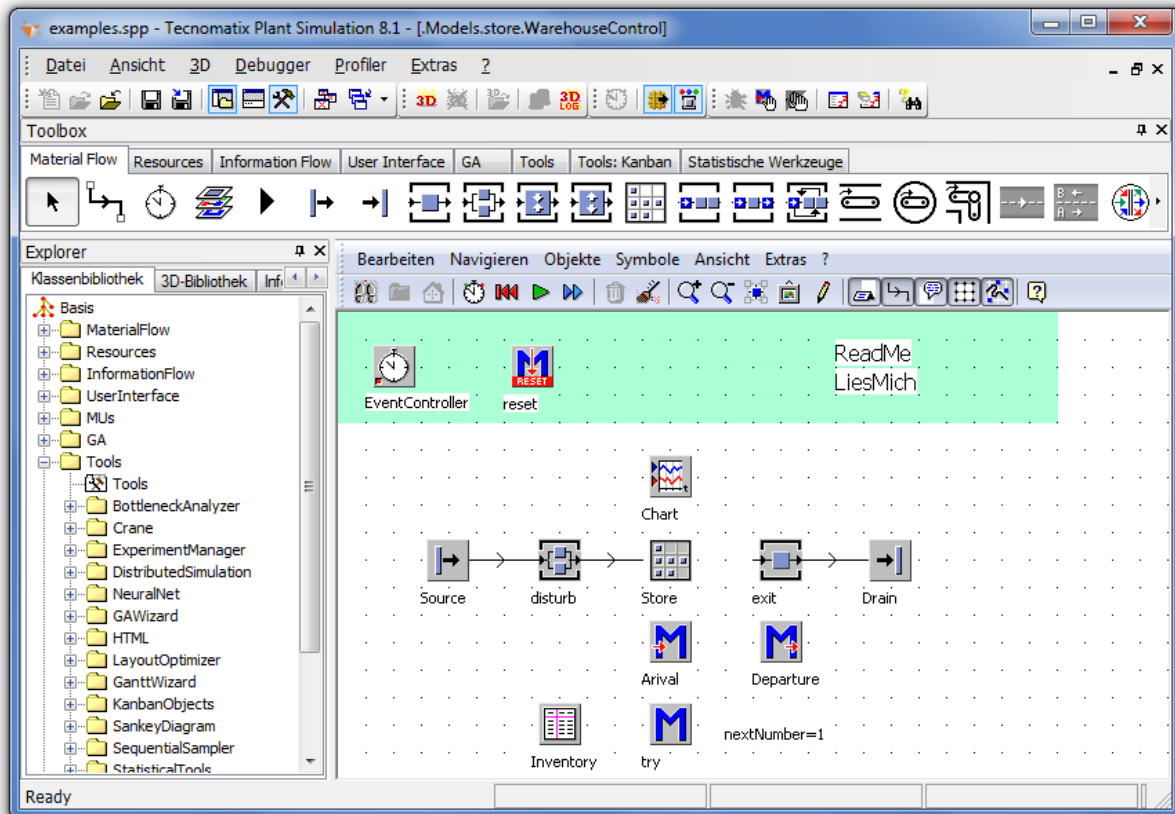 examples.spp - Tecnomatix Plant Simulation 8.1 - [.Models.store.WarehouseControl]
Datei Ansicht 3D Debugger Profiler Extras ?
3D 3D LOG
Toolbox
Material Flow Resources Information Flow User Interface GA Tools Tools: Kanban Statistische Werkzeuge
B
A
Explorer
Klassenbibliothek 3D-Bibliothek Inf
Bearbeiten Navigieren Objekte Symbole Ansicht Extras ?
Basis
MaterialFlow
Resources
InformationFlow
UserInterface
MUs
GA
Tools
Tools
BottleneckAnalyzer
Crane
ExperimentManager
DistributedSimulation
NeuralNet
GAWizard
HTML
LayoutOptimizer
GanttWizard
KanbanObjects
SankeyDiagram
SequentialSampler
StatisticalTools
ReadMe
LiesMich
M
RESET
EventController reset
t
Chart
Source disturb Store exit Drain
M M
Arival Departure
M
nextNumber=1
Inventory try
Ready